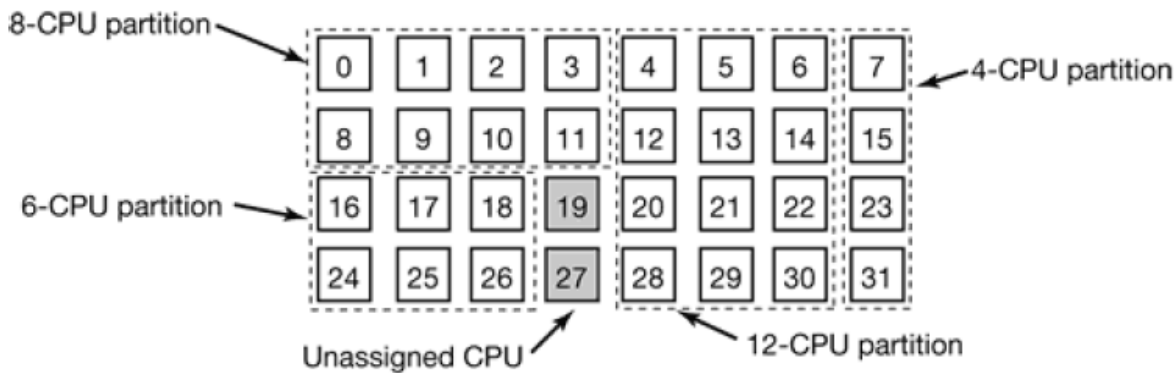 8-CPU partition
0 1 2 3 4 5 6 7
4-CPU partition
8 9 10 11 12 13 14 15
6-CPU partition
16 17 18 19 20 21 22 23
24 25 26 27 28 29 30 31
Unassigned CPU
12-CPU partition